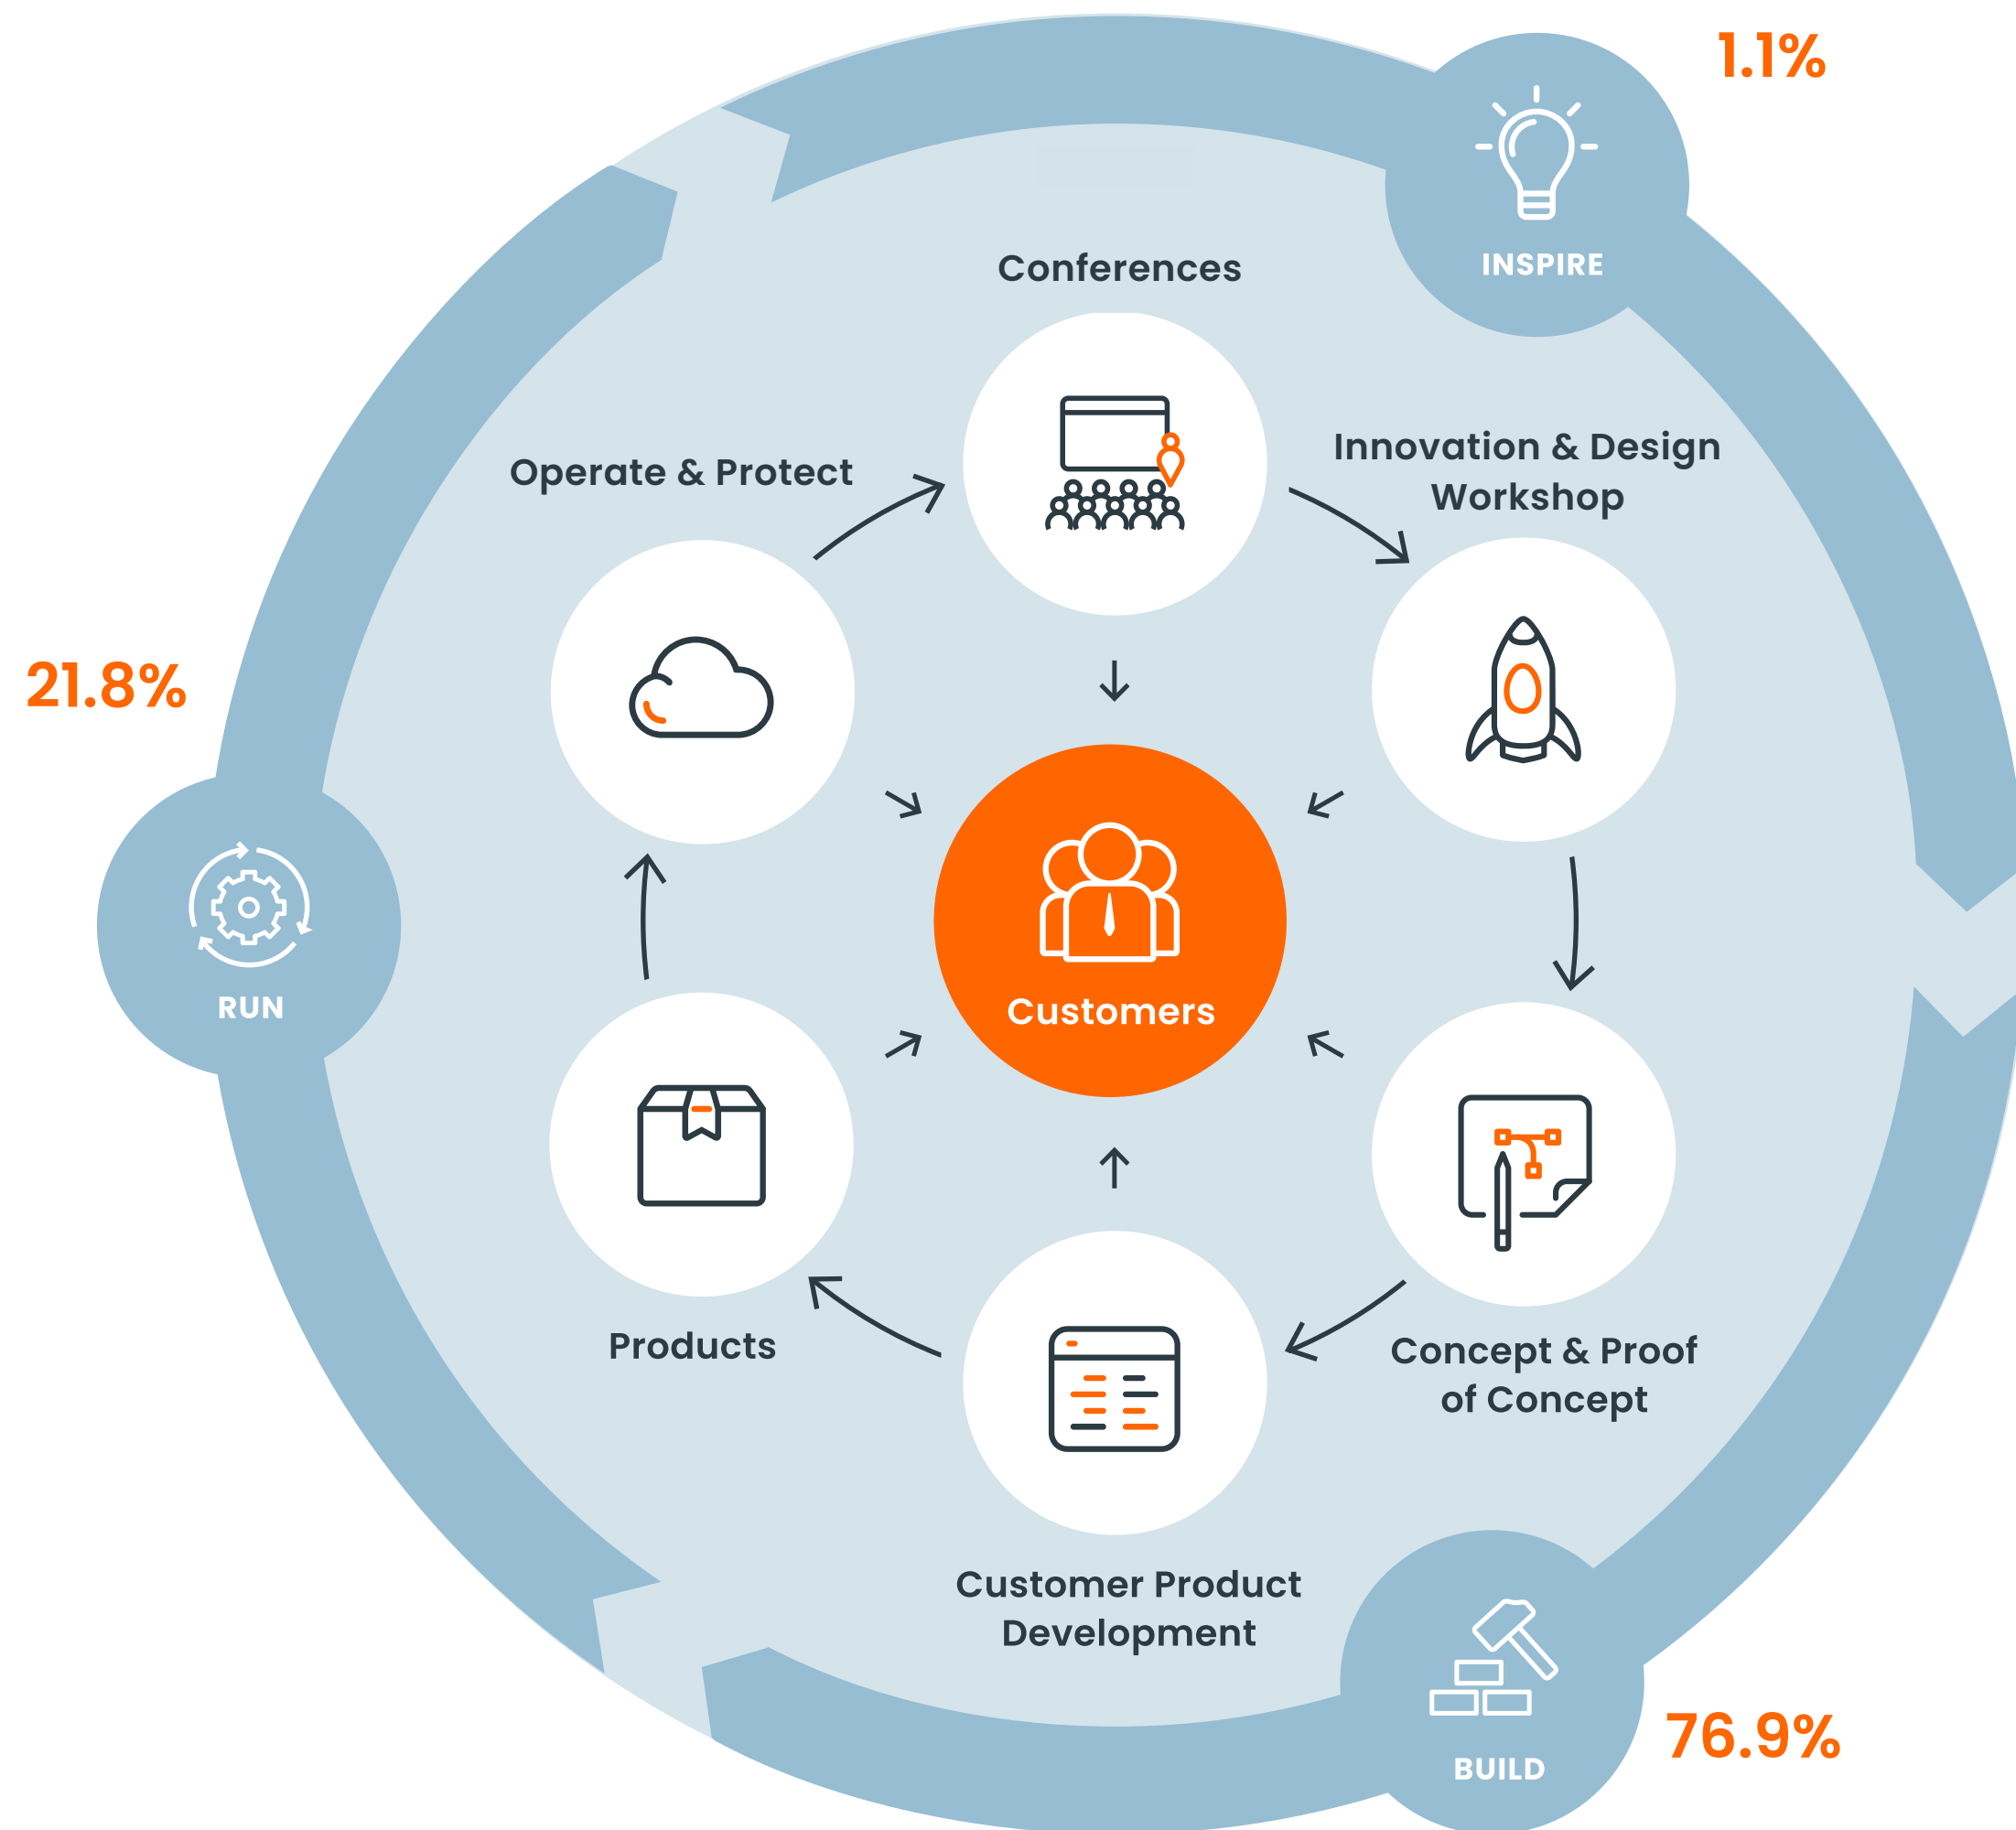 1.1%
INSPIRE
Conferences
Innovation & Design
Workshop
Operate & Protect
21.8%
RUN
Customers
Products
Concept & Proof
of Concept
Customer Product
Development
BUILD
76.9%